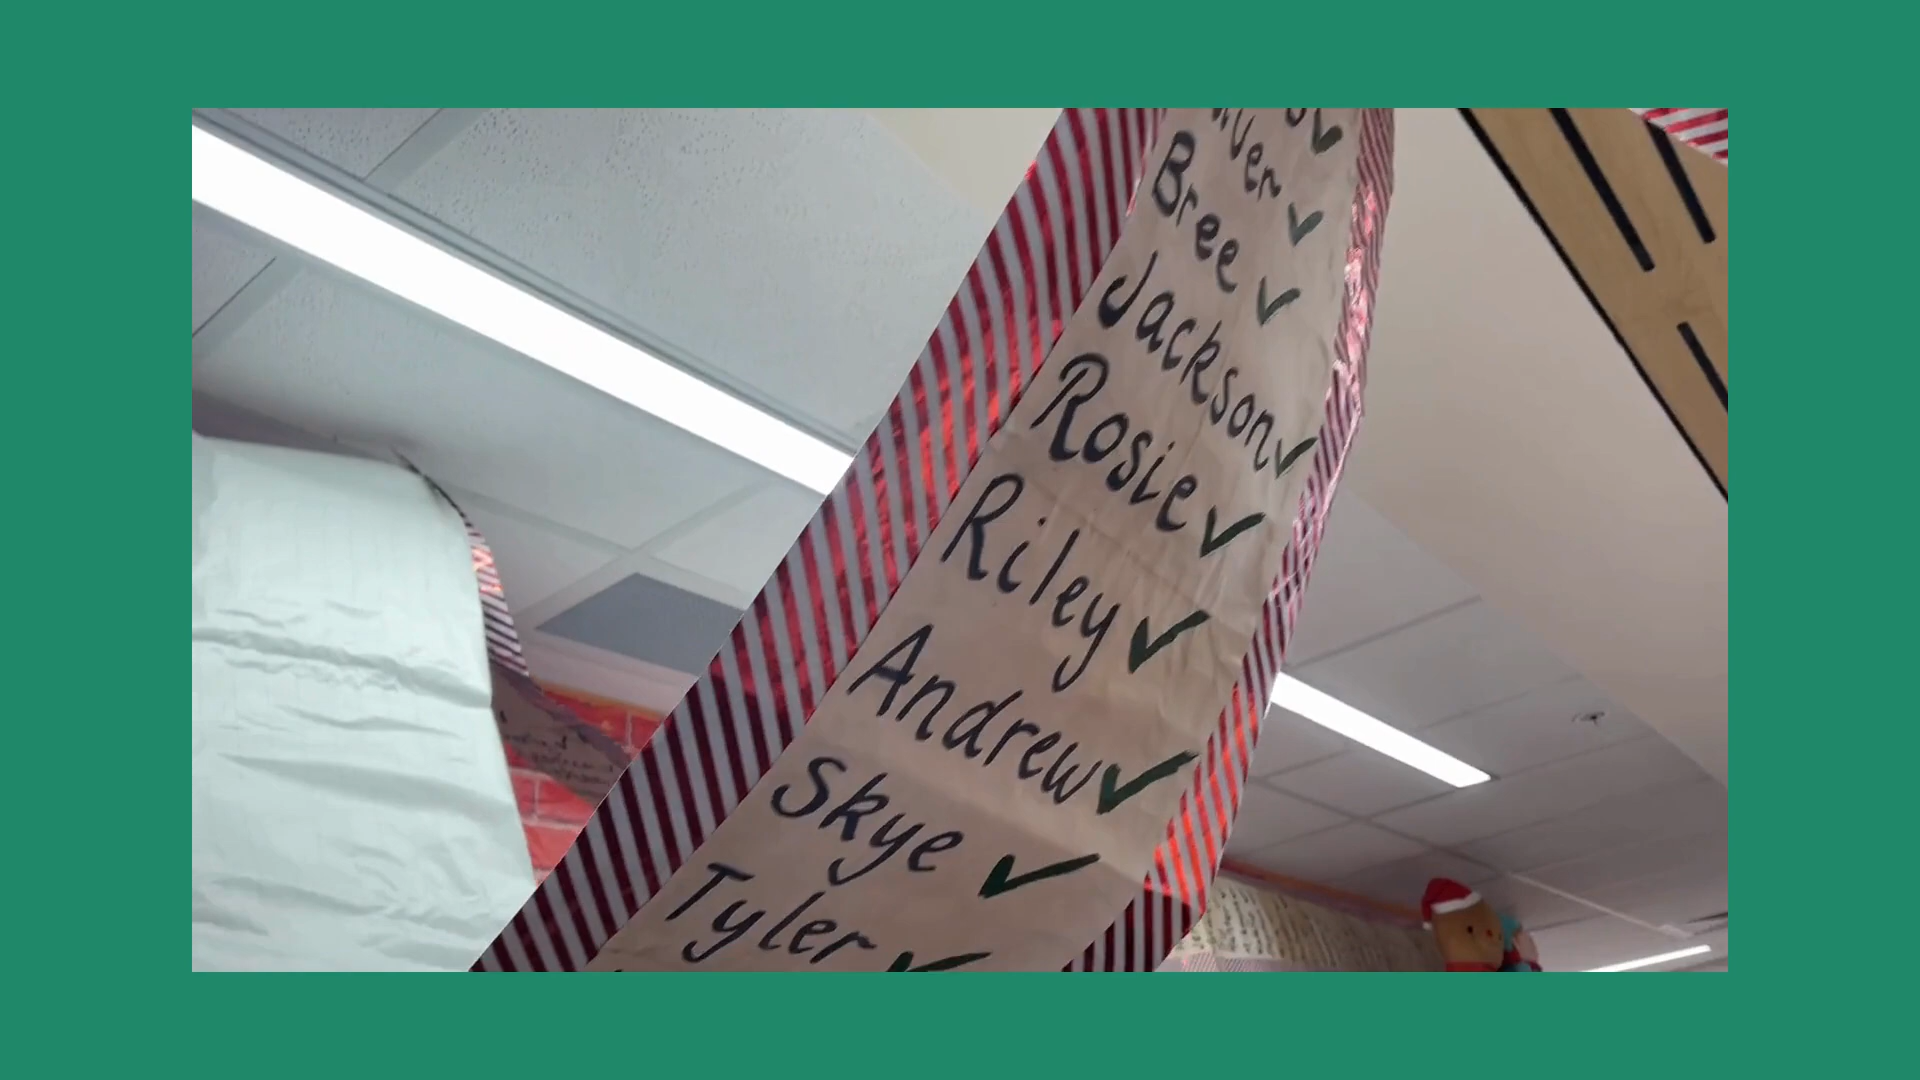 Bree ✓
Jackson ✓
Rosie ✓
Riley ✓
Andrew ✓
Skye ✓
Tyler ✓